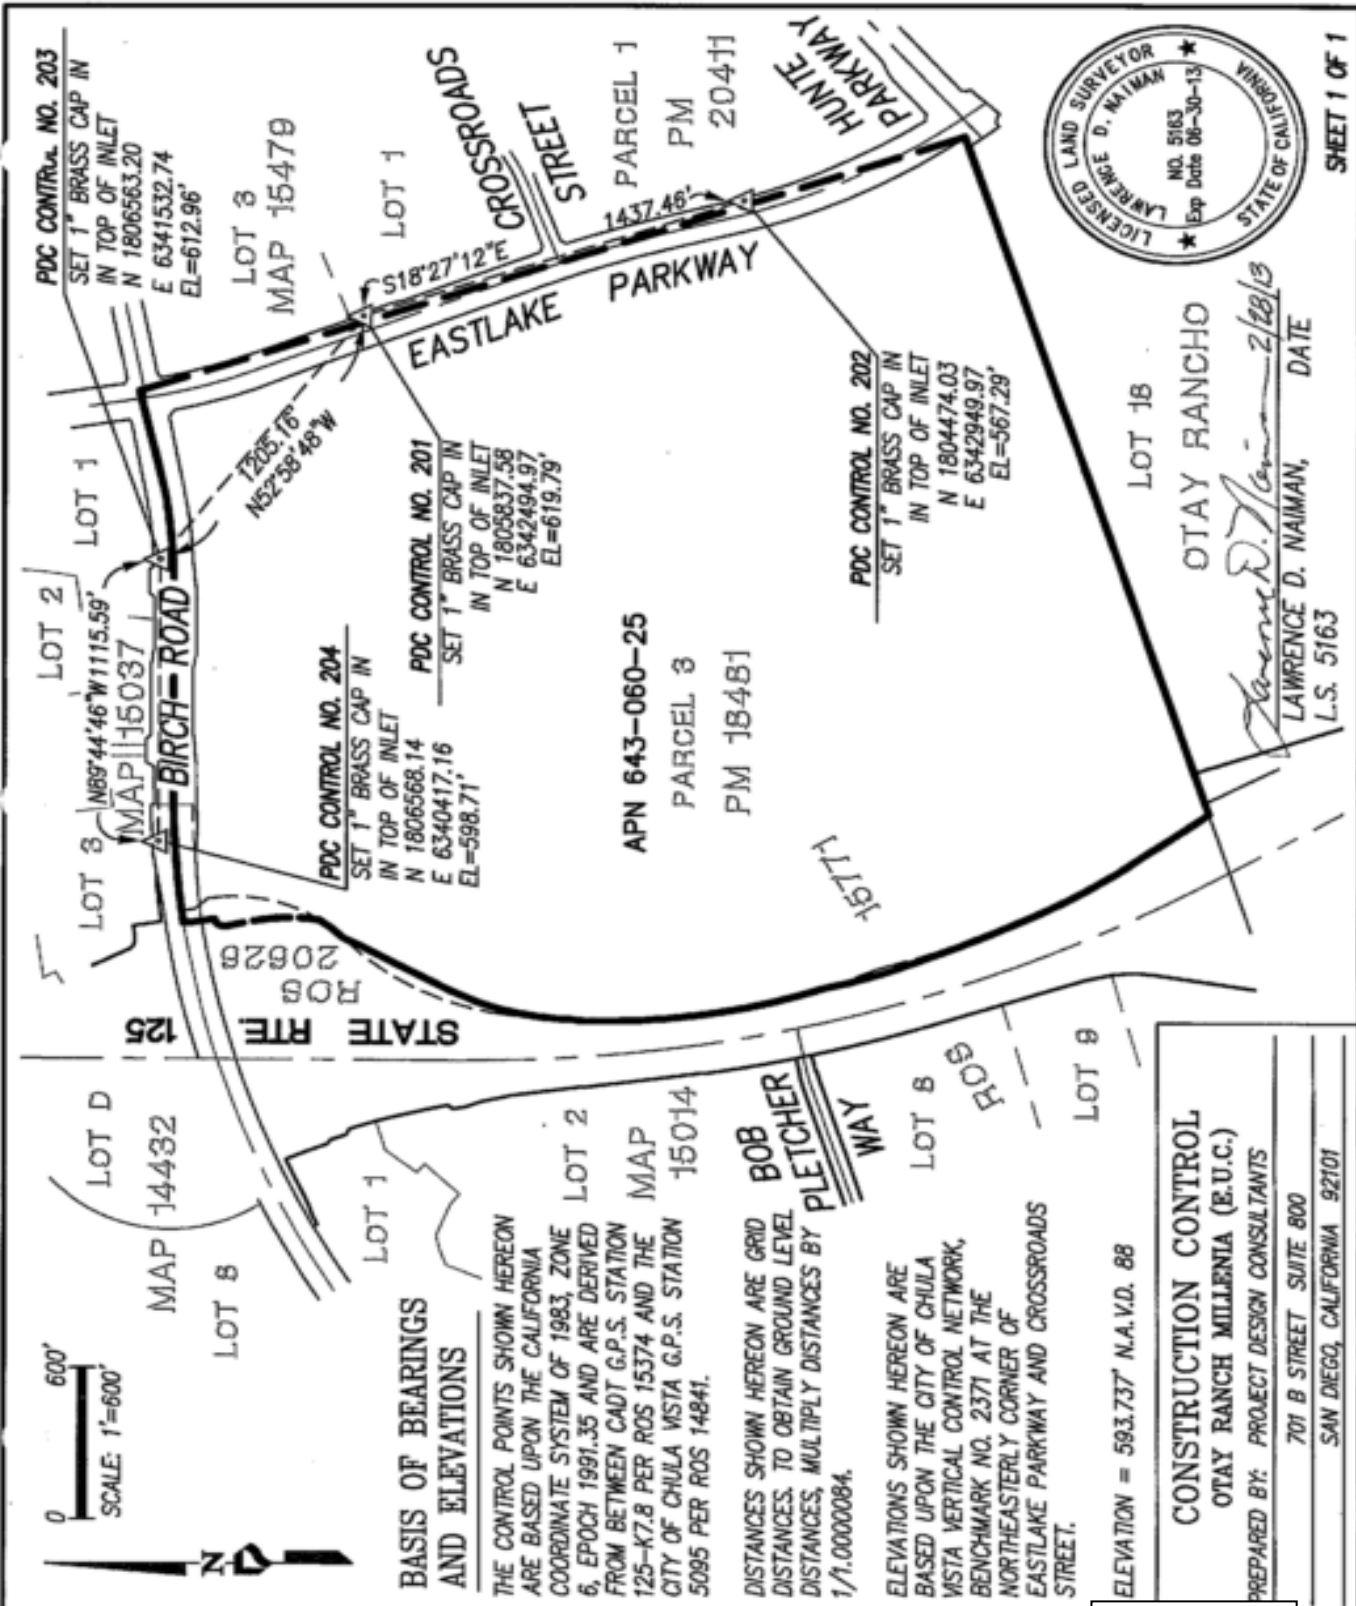 PDC CONTROL NO. 203
SET 1" BRASS CAP IN
IN TOP OF INLET
N 1806563.20
E 6341532.74
EL=612.96'
LOT 3
MAP 15479
LOT 1
CROSSROADS
STREET
PARCEL 1
PM
20411
HUNTE
PARKWAY
LICENSED LAND SURVEYOR
LAWRENCE D. NAIMAN
NO. 5163
Exp Date 06-30-13
STATE OF CALIFORNIA
SHEET 1 OF 1
S18°27'12"E
1437.46'
EASTLAKE PARKWAY
1205.16'
N52°58'48"W
LOT 1
LOT 2
N89°44'46"W 1115.59'
MAP 15037
LOT 3
BIRCH ROAD
PDC CONTROL NO. 204
SET 1" BRASS CAP IN
IN TOP OF INLET
N 1806568.14
E 6340417.16
EL=598.71'
PDC CONTROL NO. 201
SET 1" BRASS CAP IN
IN TOP OF INLET
N 1805837.58
E 6342494.97
EL=619.79'
PDC CONTROL NO. 202
SET 1" BRASS CAP IN
IN TOP OF INLET
N 1804474.03
E 6342949.97
EL=567.29'
APN 643-060-25
PARCEL 3
PM 18481
LOT 18
OTAY RANCHO
15771
Lawrence D. Naiman 2/28/13
LAWRENCE D. NAIMAN, DATE
L.S. 5163
ROS
20626
STATE RTE. 125
LOT D
MAP 14432
LOT 8
LOT 1
LOT 2
MAP
15014
BOB
PLETCHER
WAY
LOT 8
ROS
LOT 9
0 600'
SCALE: 1"=600'
N
BASIS OF BEARINGS
AND ELEVATIONS
THE CONTROL POINTS SHOWN HEREON
ARE BASED UPON THE CALIFORNIA
COORDINATE SYSTEM OF 1983, ZONE
6, EPOCH 1991.35 AND ARE DERIVED
FROM BETWEEN CADT G.P.S. STATION
125-K7.8 PER ROS 15374 AND THE
CITY OF CHULA VISTA G.P.S. STATION
5095 PER ROS 14841.
DISTANCES SHOWN HEREON ARE GRID
DISTANCES. TO OBTAIN GROUND LEVEL
DISTANCES, MULTIPLY DISTANCES BY
1/1.0000084.
ELEVATIONS SHOWN HEREON ARE
BASED UPON THE CITY OF CHULA
VISTA VERTICAL CONTROL NETWORK,
BENCHMARK NO. 2371 AT THE
NORTHEASTERLY CORNER OF
EASTLAKE PARKWAY AND CROSSROADS
STREET.
ELEVATION = 593.737' N.A.V.D. 88
CONSTRUCTION CONTROL
OTAY RANCH MILLENIA (E.U.C.)
PREPARED BY: PROJECT DESIGN CONSULTANTS
701 B STREET SUITE 800
SAN DIEGO, CALIFORNIA 92101